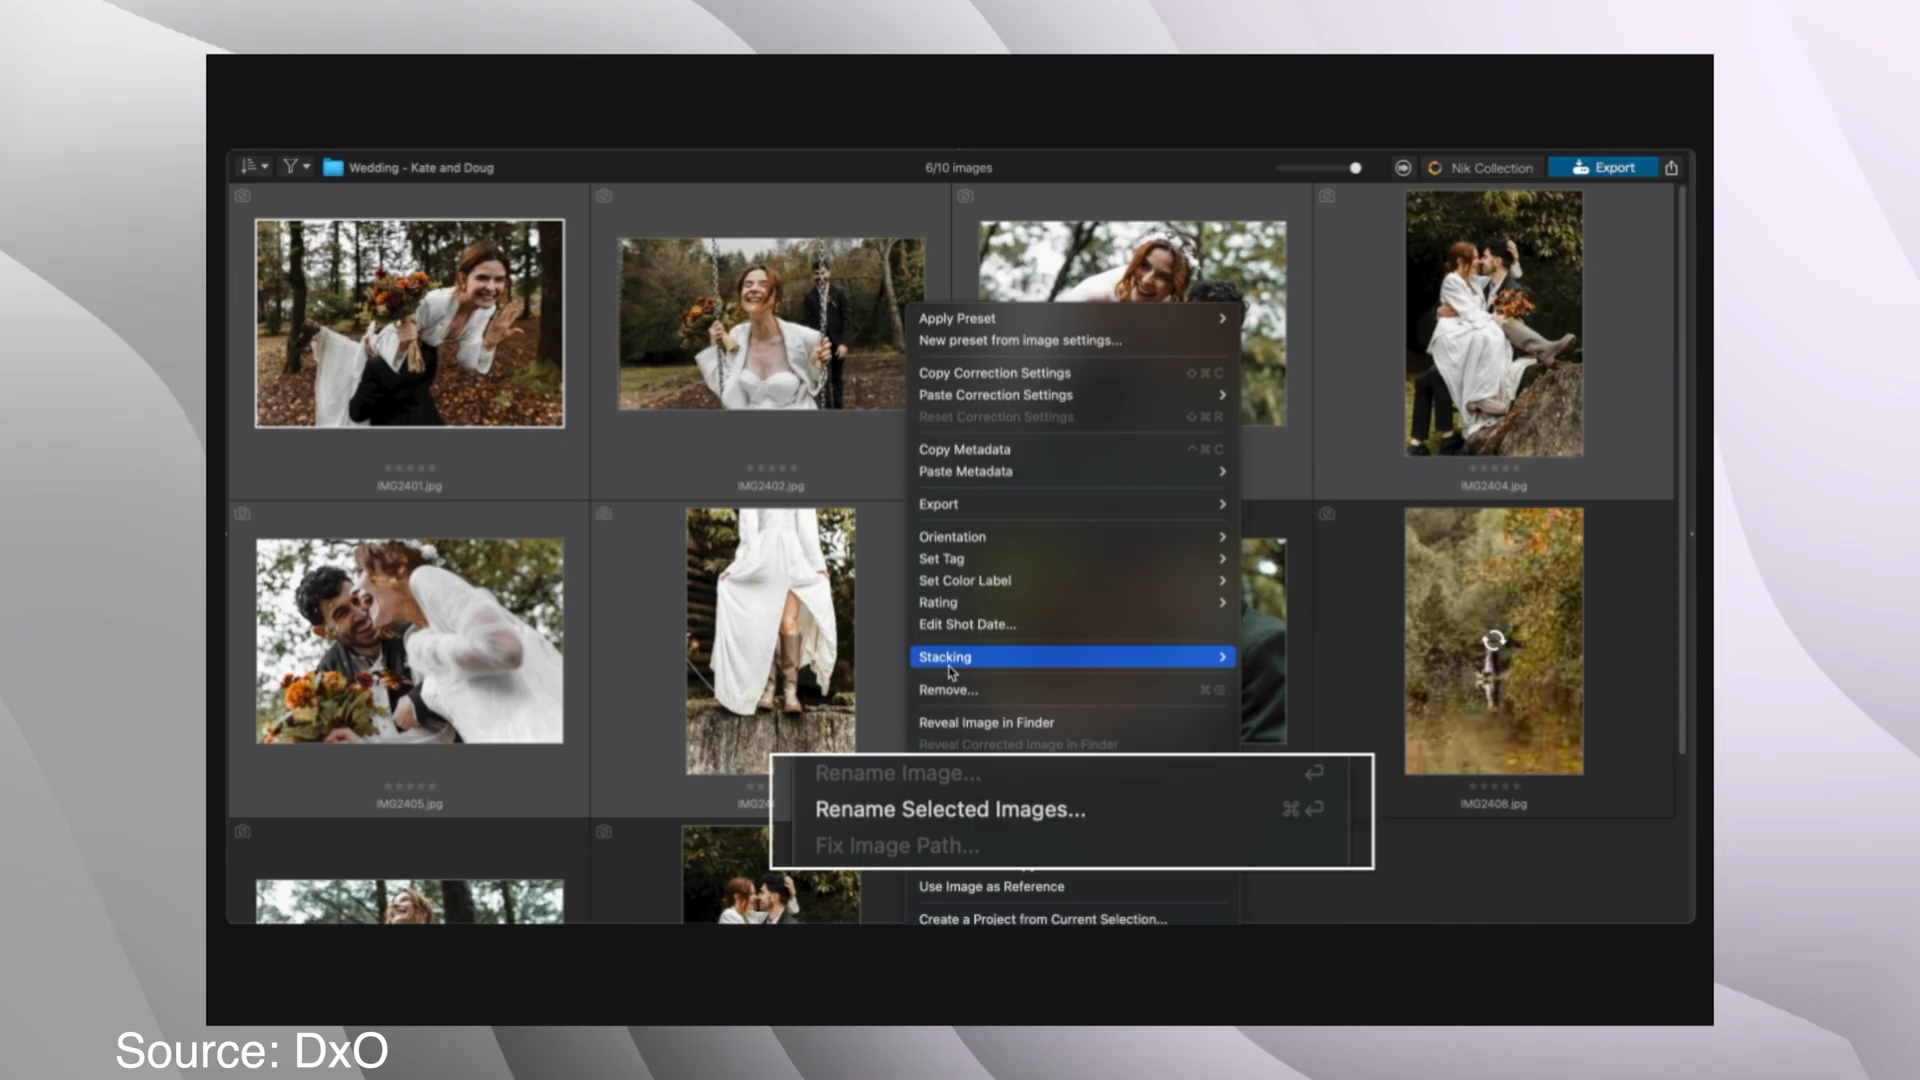 Wedding - Kate and Doug
6/10 images
Nik Collection
Export
IMG2401.jpg
IMG2402.jpg
IMG2404.jpg
Apply Preset
New preset from image settings...
Copy Correction Settings ⇧⌘C
Paste Correction Settings
Reset Correction Settings ⇧⌘R
Copy Metadata ^⌘C
Paste Metadata
Export
Orientation
Set Tag
Set Color Label
Rating
Edit Shot Date...
Stacking
Remove... ⌘⌫
Reveal Image in Finder
Reveal Corrected Image in Finder
Rename Image... ↩
Rename Selected Images... ⌘↩
Fix Image Path...
Use Image as Reference
Create a Project from Current Selection...
IMG2405.jpg
IMG2408.jpg
Source: DxO